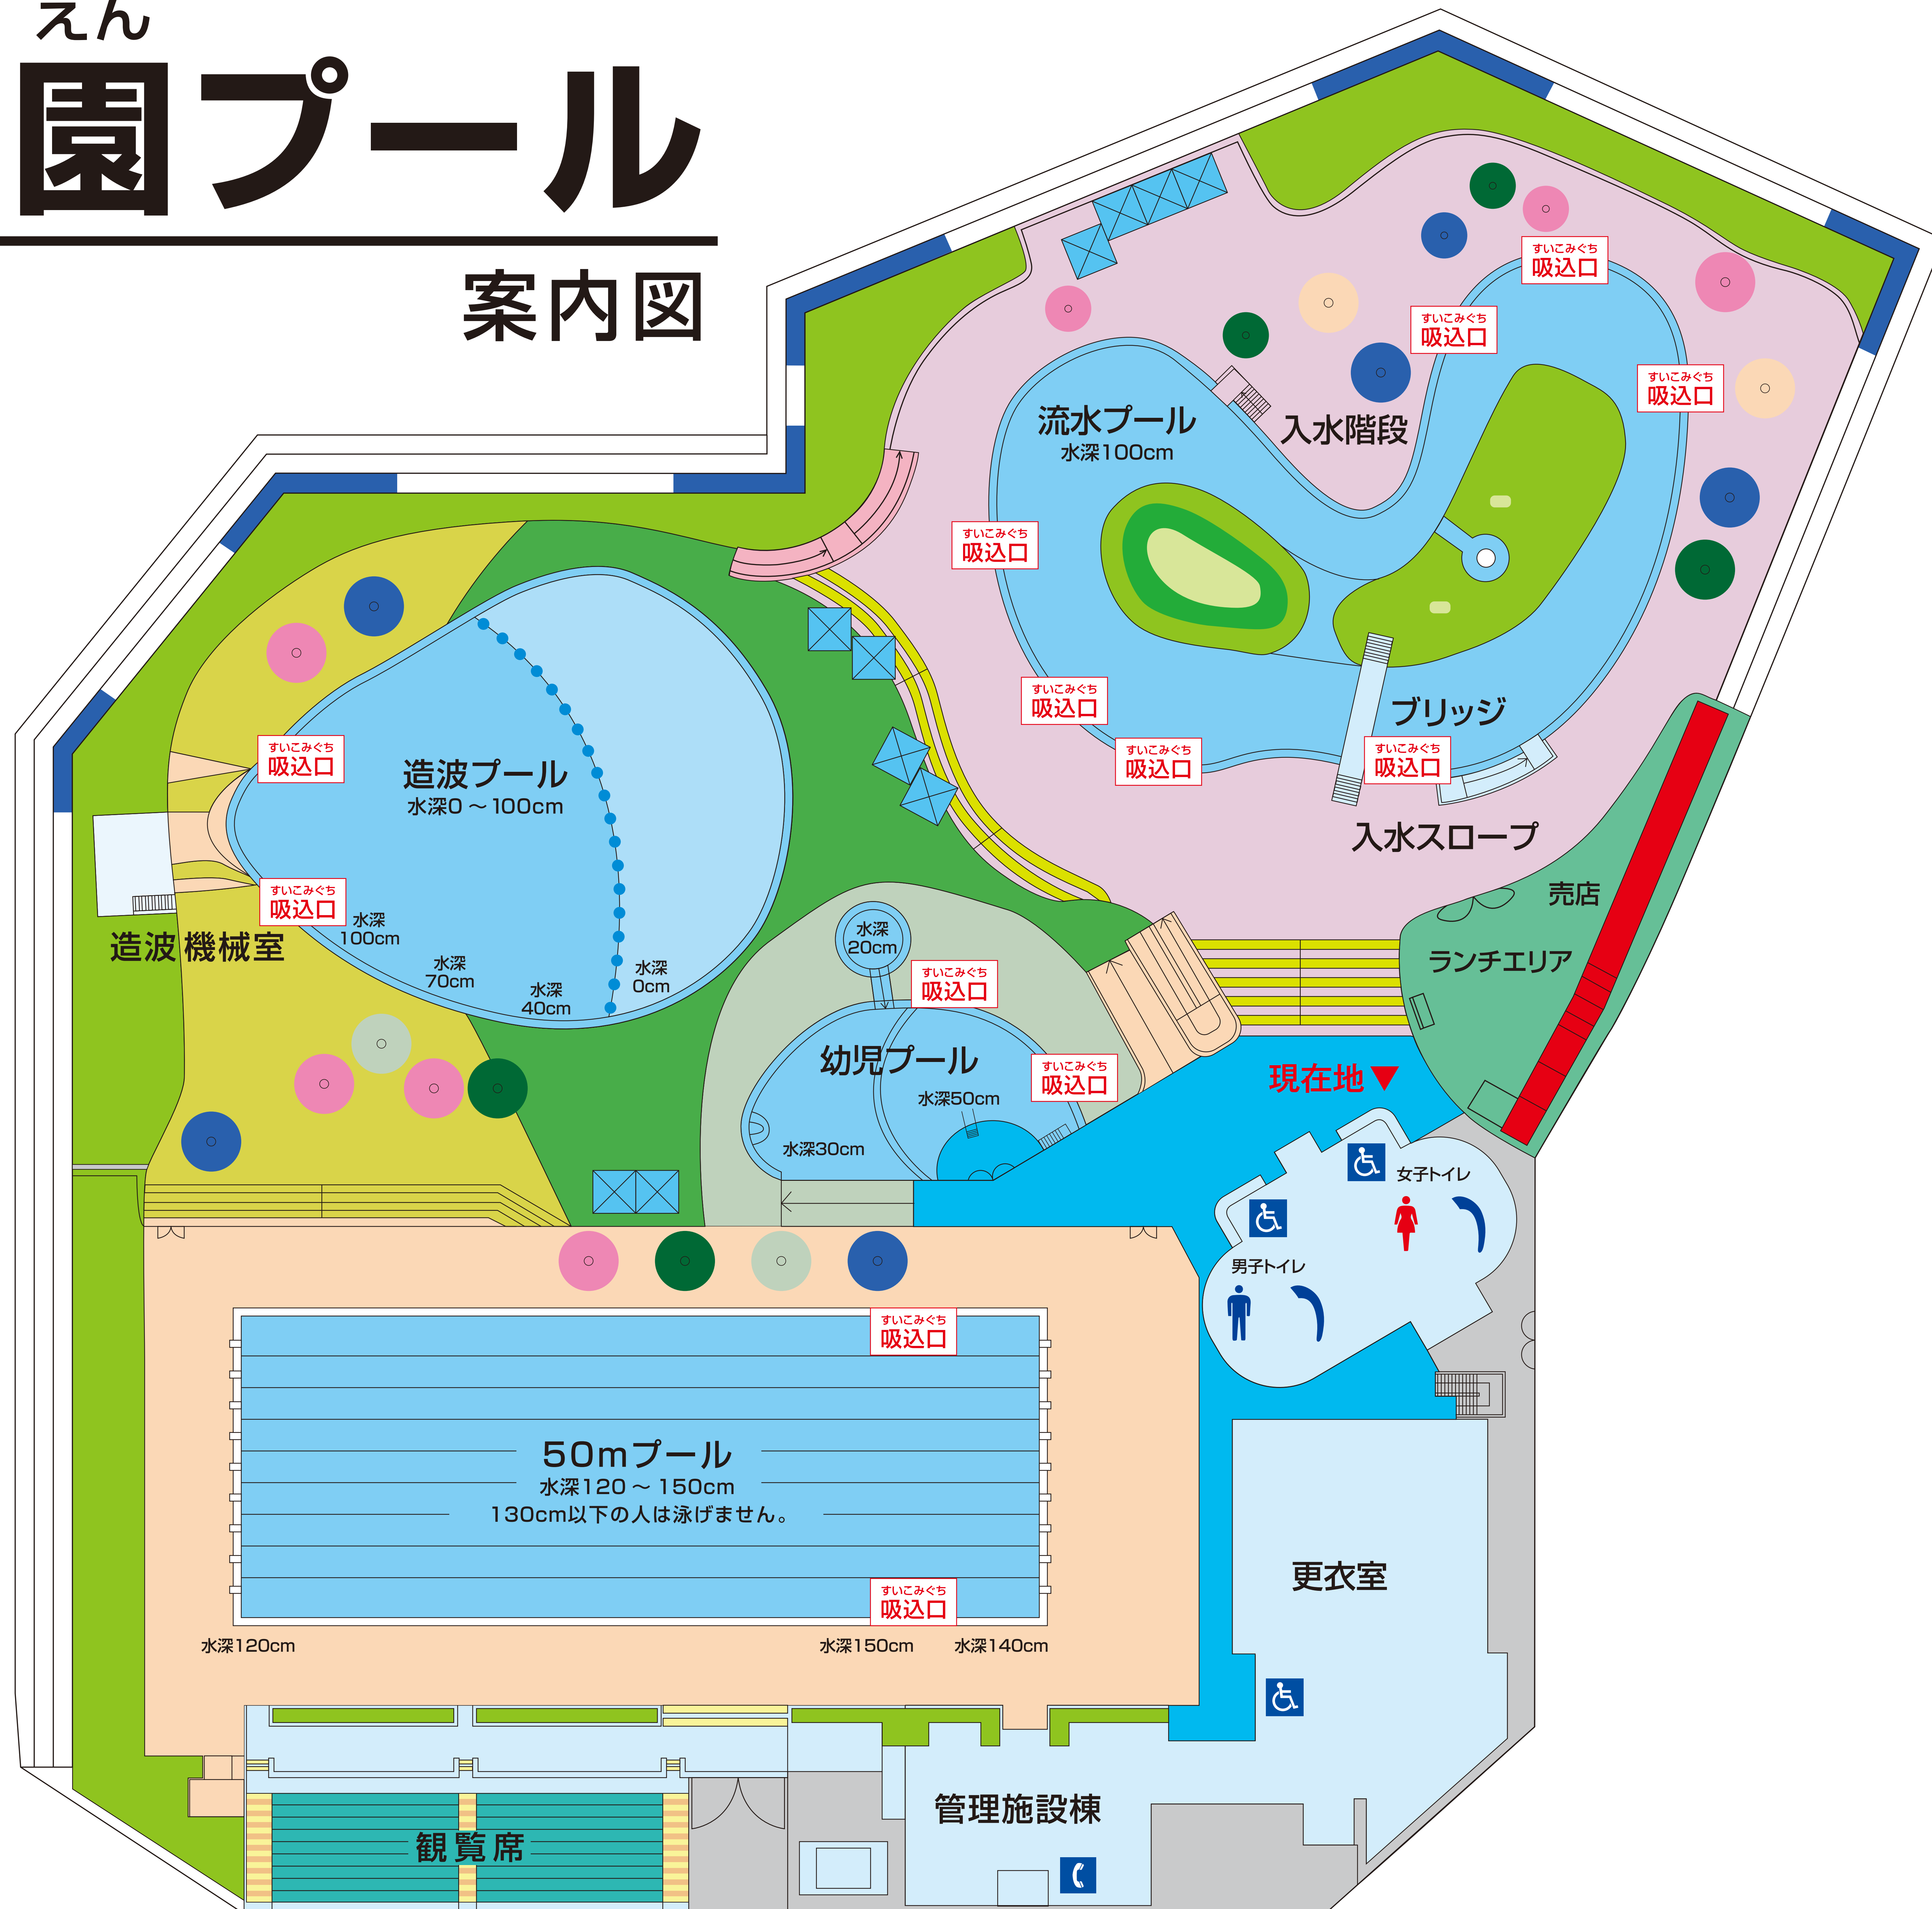 えん
園プール
案内図
すいこみぐち
吸込口
すいこみぐち
吸込口
すいこみぐち
吸込口
流水プール
水深100cm
入水階段
すいこみぐち
吸込口
すいこみぐち
吸込口
ブリッジ
すいこみぐち
吸込口
すいこみぐち
吸込口
入水スロープ
すいこみぐち
吸込口
造波プール
水深0～100cm
すいこみぐち
吸込口
造波機械室
水深
100cm
水深
70cm
水深
40cm
水深
0cm
売店
ランチエリア
水深
20cm
すいこみぐち
吸込口
幼児プール
すいこみぐち
吸込口
水深50cm
水深30cm
現在地▼
女子トイレ
男子トイレ
すいこみぐち
吸込口
50mプール
水深120～150cm
130cm以下の人は泳げません。
すいこみぐち
吸込口
水深120cm
水深150cm
水深140cm
更衣室
管理施設棟
観覧席